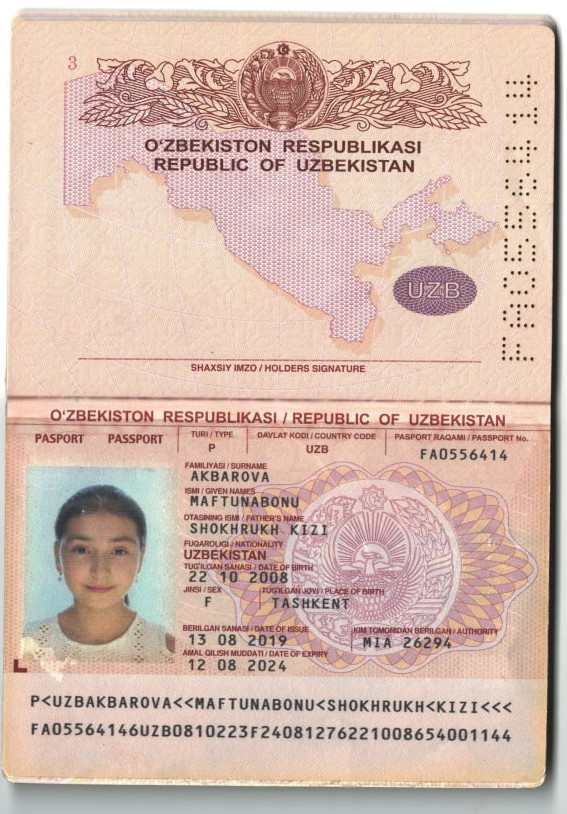 3
O‘ZBEKISTON RESPUBLIKASI
REPUBLIC OF UZBEKISTAN
FA0556414
UZB
SHAXSIY IMZO / HOLDERS SIGNATURE
O‘ZBEKISTON RESPUBLIKASI / REPUBLIC OF UZBEKISTAN
PASPORT PASSPORT
TURI / TYPE
P
DAVLAT KODI / COUNTRY CODE
UZB
PASPORT RAQAMI / PASSPORT No.
FA0556414
FAMILIYASI / SURNAME
AKBAROVA
ISMI / GIVEN NAMES
MAFTUNABONU
OTASINING ISMI / FATHER'S NAME
SHOKHRUKH KIZI
FUQAROLIGI / NATIONALITY
UZBEKISTAN
TUG'ILGAN SANASI / DATE OF BIRTH
22 10 2008
JINSI / SEX TUG'ILGAN JOYI / PLACE OF BIRTH
F TASHKENT
BERILGAN SANASI / DATE OF ISSUE KIM TOMONIDAN BERILGAN / AUTHORITY
13 08 2019 MIA 26294
AMAL QILISH MUDDATI / DATE OF EXPIRY
12 08 2024
P<UZBAKBAROVA<<MAFTUNABONU<SHOKHRUKH<KIZI<<<
FA05564146UZB0810223F24081276221008654001144